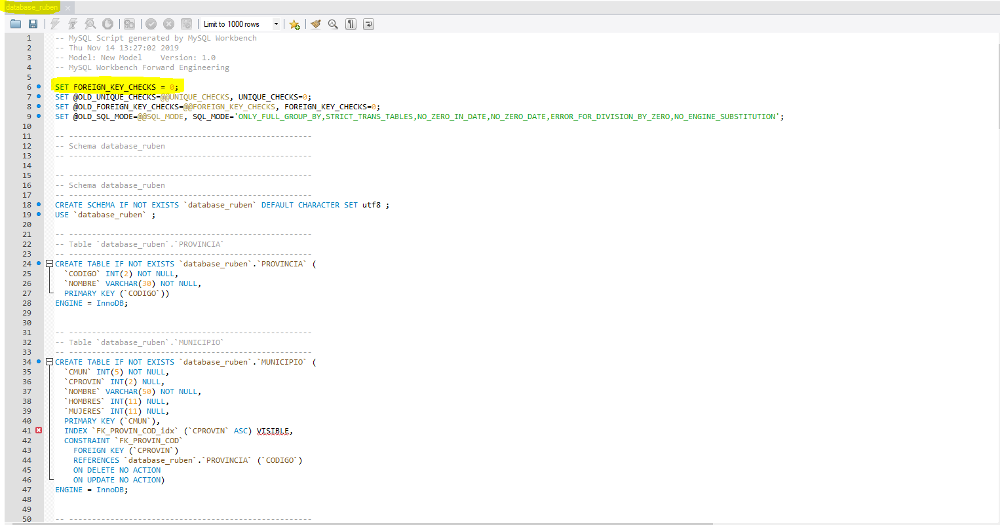 database_ruben
Limit to 1000 rows
1 -- MySQL Script generated by MySQL Workbench
2 -- Thu Nov 14 13:27:02 2019
3 -- Model: New Model    Version: 1.0
4 -- MySQL Workbench Forward Engineering
5
6 SET FOREIGN_KEY_CHECKS = 0;
7 SET @OLD_UNIQUE_CHECKS=@@UNIQUE_CHECKS, UNIQUE_CHECKS=0;
8 SET @OLD_FOREIGN_KEY_CHECKS=@@FOREIGN_KEY_CHECKS, FOREIGN_KEY_CHECKS=0;
9 SET @OLD_SQL_MODE=@@SQL_MODE, SQL_MODE='ONLY_FULL_GROUP_BY,STRICT_TRANS_TABLES,NO_ZERO_IN_DATE,NO_ZERO_DATE,ERROR_FOR_DIVISION_BY_ZERO,NO_ENGINE_SUBSTITUTION';
10
11 -- -----------------------------------------------------
12 -- Schema database_ruben
13 -- -----------------------------------------------------
14
15 -- -----------------------------------------------------
16 -- Schema database_ruben
17 -- -----------------------------------------------------
18 CREATE SCHEMA IF NOT EXISTS `database_ruben` DEFAULT CHARACTER SET utf8 ;
19 USE `database_ruben` ;
20
21 -- -----------------------------------------------------
22 -- Table `database_ruben`.`PROVINCIA`
23 -- -----------------------------------------------------
24 CREATE TABLE IF NOT EXISTS `database_ruben`.`PROVINCIA` (
25   `CODIGO` INT(2) NOT NULL,
26   `NOMBRE` VARCHAR(30) NOT NULL,
27   PRIMARY KEY (`CODIGO`))
28 ENGINE = InnoDB;
29
30
31 -- -----------------------------------------------------
32 -- Table `database_ruben`.`MUNICIPIO`
33 -- -----------------------------------------------------
34 CREATE TABLE IF NOT EXISTS `database_ruben`.`MUNICIPIO` (
35   `CMUN` INT(5) NOT NULL,
36   `CPROVIN` INT(2) NULL,
37   `NOMBRE` VARCHAR(50) NOT NULL,
38   `HOMBRES` INT(11) NULL,
39   `MUJERES` INT(11) NULL,
40   PRIMARY KEY (`CMUN`),
41   INDEX `FK_PROVIN_COD_idx` (`CPROVIN` ASC) VISIBLE,
42   CONSTRAINT `FK_PROVIN_COD`
43     FOREIGN KEY (`CPROVIN`)
44     REFERENCES `database_ruben`.`PROVINCIA` (`CODIGO`)
45     ON DELETE NO ACTION
46     ON UPDATE NO ACTION)
47 ENGINE = InnoDB;
48
49
50 -- -----------------------------------------------------